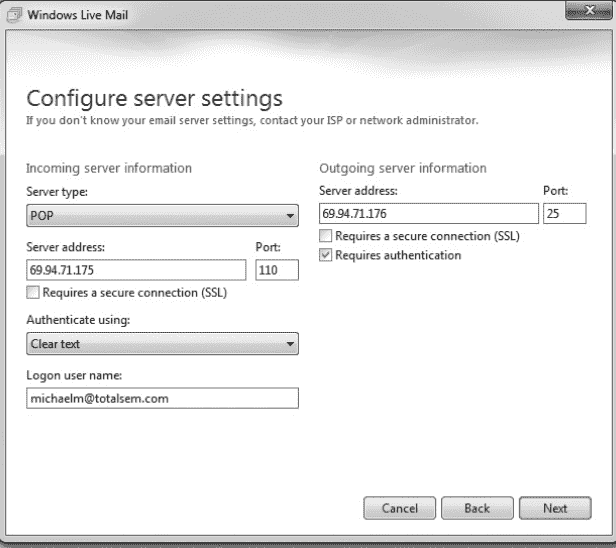 Windows Live Mail
Configure server settings
If you don't know your email server settings, contact your ISP or network administrator.
Incoming server information
Server type:
POP
Server address:
Port:
69.94.71.175
110
Requires a secure connection (SSL)
Authenticate using:
Clear text
Logon user name:
michaelm@totalsem.com
Outgoing server information
Server address:
Port:
69.94.71.176
25
Requires a secure connection (SSL)
Requires authentication
Cancel
Back
Next